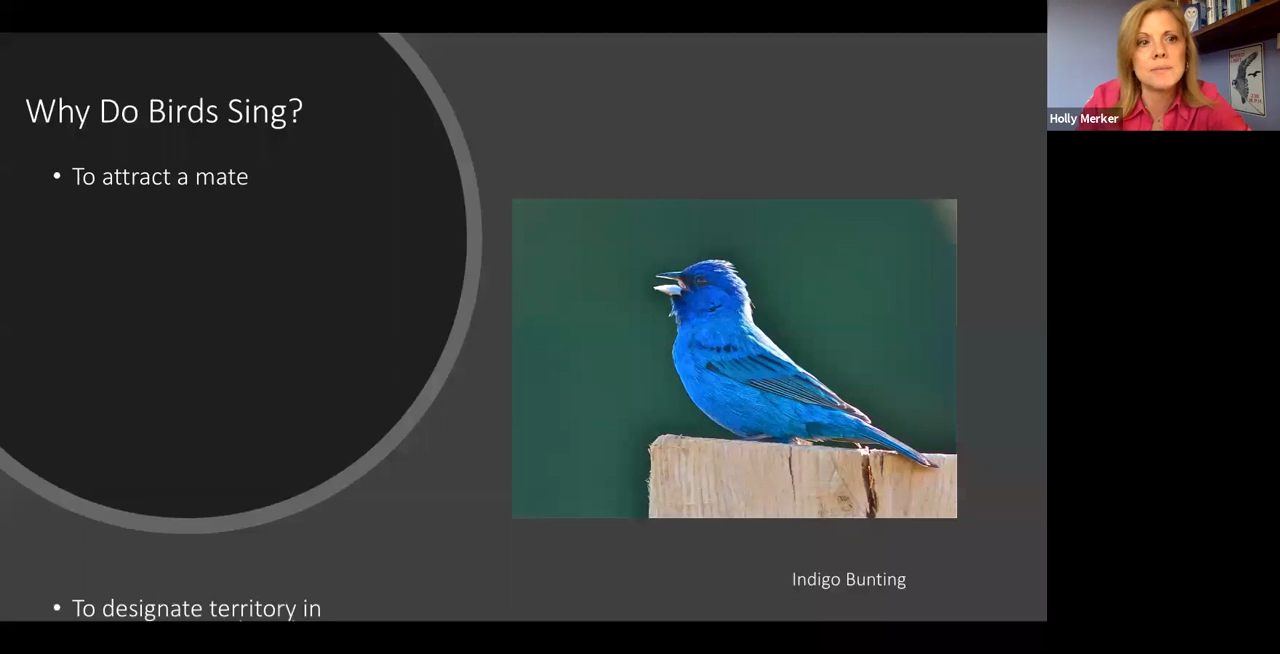 Why Do Birds Sing?
• To attract a mate
• To designate territory in
Indigo Bunting
Holly Merker